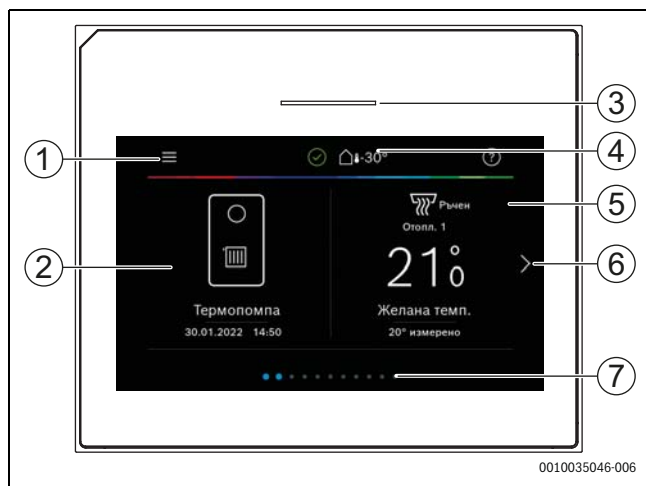 -30°
?
Ръчен
Отопл. 1
21°0
Термопомпа
Желана темп.
30.01.2022 14:50
20° измерено
1
2
3
4
5
6
7
0010035046-006